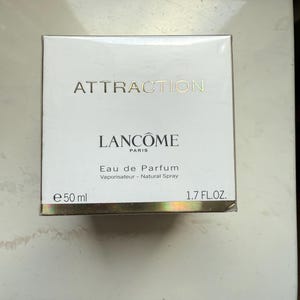 ATTRACTION
LANCÔME
PARIS
Eau de Parfum
Vaporisateur - Natural Spray
℮ 50 ml 1.7 FL.OZ.